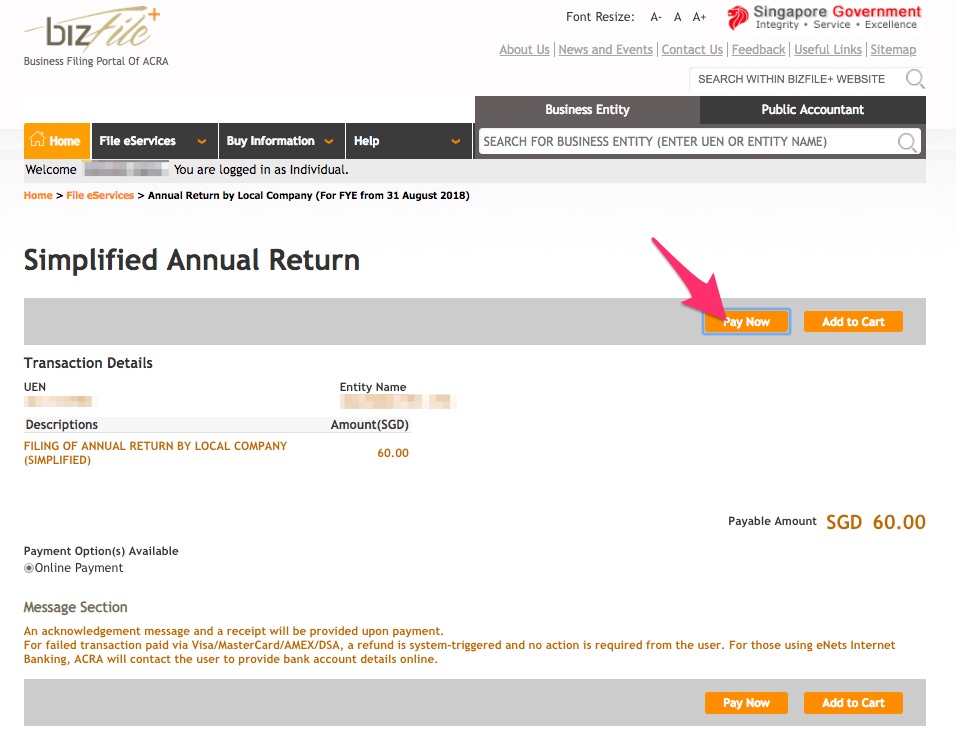 bizFile+
Business Filing Portal Of ACRA
Font Resize: A- A A+
Singapore Government
Integrity • Service • Excellence
About Us | News and Events | Contact Us | Feedback | Useful Links | Sitemap
SEARCH WITHIN BIZFILE+ WEBSITE
Business Entity Public Accountant
Home File eServices Buy Information Help
SEARCH FOR BUSINESS ENTITY (ENTER UEN OR ENTITY NAME)
Welcome You are logged in as Individual.
Home > File eServices > Annual Return by Local Company (For FYE from 31 August 2018)
Simplified Annual Return
Pay Now Add to Cart
Transaction Details
UEN Entity Name
Descriptions Amount(SGD)
FILING OF ANNUAL RETURN BY LOCAL COMPANY
(SIMPLIFIED)
60.00
Payable Amount SGD 60.00
Payment Option(s) Available
Online Payment
Message Section
An acknowledgement message and a receipt will be provided upon payment.
For failed transaction paid via Visa/MasterCard/AMEX/DSA, a refund is system-triggered and no action is required from the user. For those using eNets Internet
Banking, ACRA will contact the user to provide bank account details online.
Pay Now Add to Cart